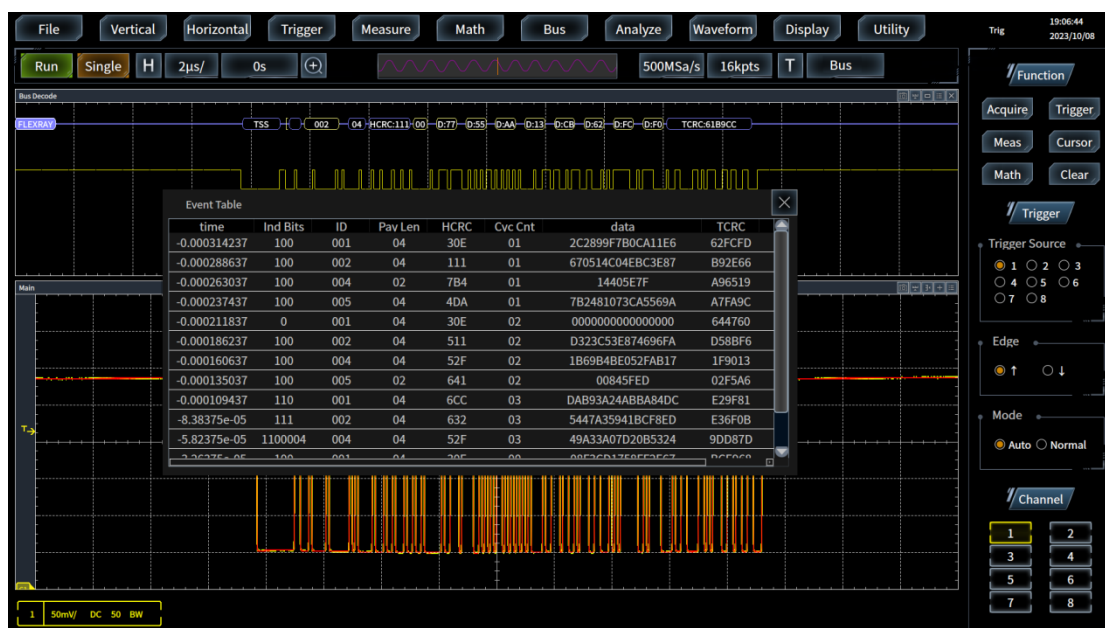 File Vertical Horizontal Trigger Measure Math Bus Analyze Waveform Display Utility Trig 19:06:44
2023/10/08
Run Single H 2µs/ 0s 500MSa/s 16kpts T Bus
Function
Acquire Trigger
Meas Cursor
Math Clear
Trigger
Trigger Source
1 2 3
4 5 6
7 8
Edge
↑ ↓
Mode
Auto Normal
Channel
1 2
3 4
5 6
7 8
Bus Decode
FLEXRAY TSS 002 04 HCRC:111 00 D:77 D:55 D:AA D:13 D:CB D:62 D:FC D:F0 TCRC:61B9CC
Event Table
time Ind Bits ID Pay Len HCRC Cyc Cnt data TCRC
-0.000314237 100 001 04 30E 01 2C2899F7B0CA11E6 62FCFD
-0.000288637 100 002 04 111 01 670514C04EBC3E87 B92E66
-0.000263037 100 004 02 7B4 01 14405E7F A96519
-0.000237437 100 005 04 4DA 01 7B2481073CA5569A A7FA9C
-0.000211837 0 001 04 30E 02 0000000000000000 644760
-0.000186237 100 002 04 511 02 D323C53E874696FA D58BF6
-0.000160637 100 004 04 52F 02 1B69B4BE052FAB17 1F9013
-0.000135037 100 005 02 641 02 00845FED 02F5A6
-0.000109437 110 001 04 6CC 03 DAB93A24ABBA84DC E29F81
-8.38375e-05 111 002 04 632 03 5447A35941BCF8ED E36F0B
-5.82375e-05 1100004 004 04 52F 03 49A33A07D20B5324 9DD87D
Main
T
1 50mV/ DC 50 BW